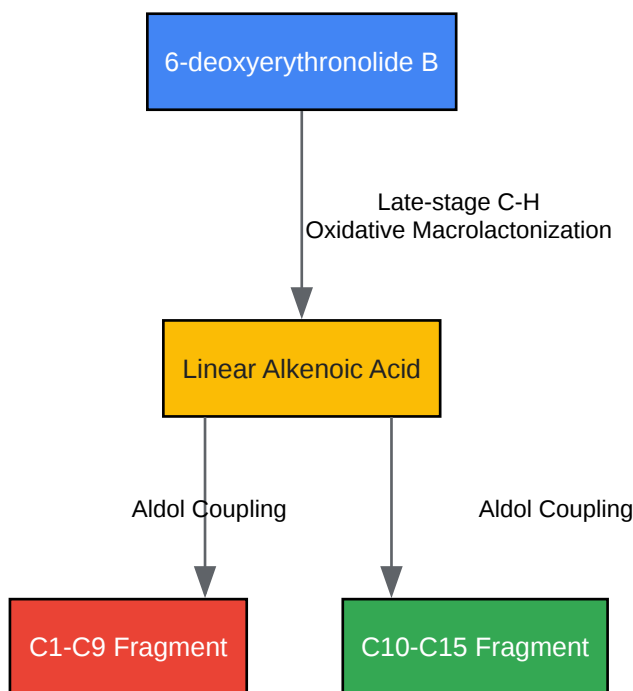 6-deoxyerythronolide B
Late-stage C-H
Oxidative Macrolactonization
Linear Alkenoic Acid
Aldol Coupling
Aldol Coupling
C1-C9 Fragment
C10-C15 Fragment